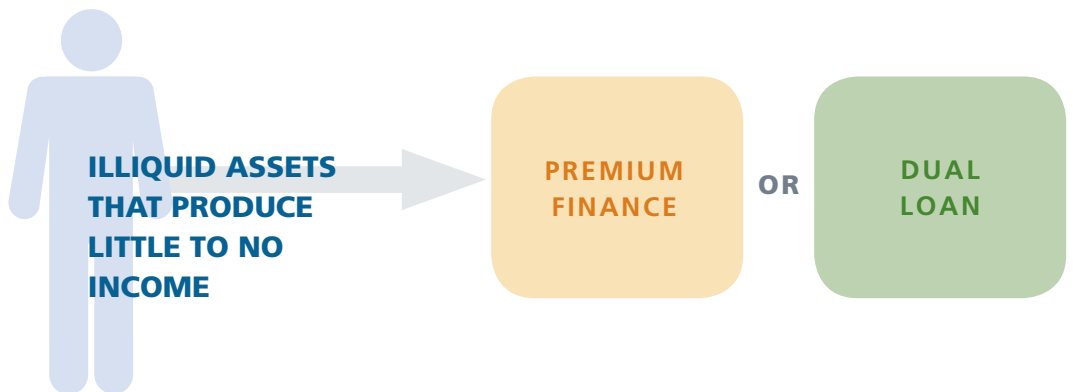 ILLIQUID ASSETS
THAT PRODUCE
LITTLE TO NO
INCOME
PREMIUM
FINANCE
OR
DUAL
LOAN